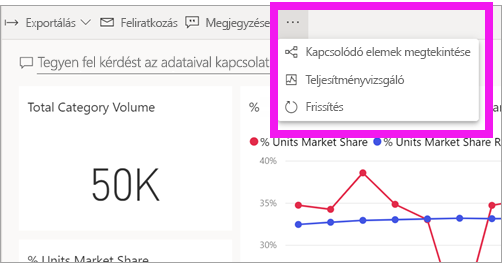 Exportálás Feliratkozás Megjegyzése ...
Kapcsolódó elemek megtekintése
Teljesítményvizsgáló
Frissítés
Tegyen fel kérdést az adataival kapcsolat
Total Category Volume
50K
%
% Units Market Share % Units Market Share R
40%
35%
30%
% Units Market Share